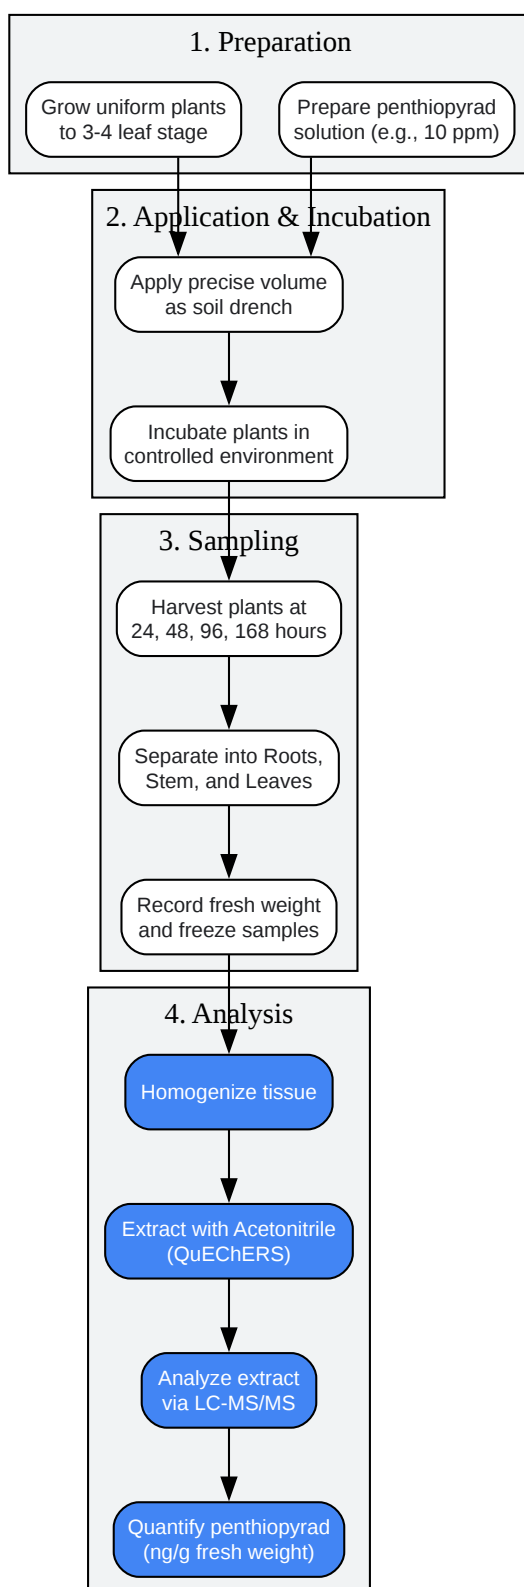 1. Preparation
Grow uniform plants
to 3-4 leaf stage
Prepare penthiopyrad
solution (e.g., 10 ppm)
2. Application & Incubation
Apply precise volume
as soil drench
Incubate plants in
controlled environment
3. Sampling
Harvest plants at
24, 48, 96, 168 hours
Separate into Roots,
Stem, and Leaves
Record fresh weight
and freeze samples
4. Analysis
Homogenize tissue
Extract with Acetonitrile
(QuEChERS)
Analyze extract
via LC-MS/MS
Quantify penthiopyrad
(ng/g fresh weight)